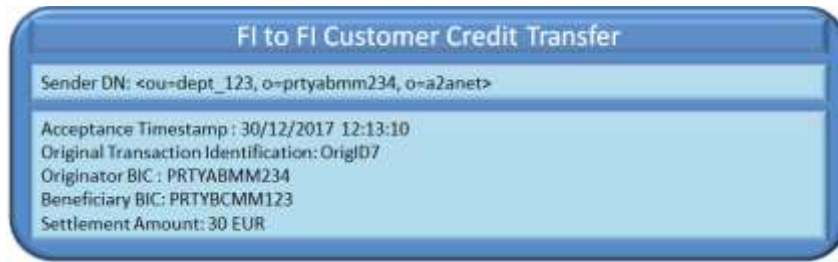 FI to FI Customer Credit Transfer
Sender DN: <ou=dept_123, o=prtyabmm234, o=a2anet>
Acceptance Timestamp : 30/12/2017 12:13:10
Original Transaction Identification: OrigID7
Originator BIC : PRTYABMM234
Beneficiary BIC: PRTYBCMM123
Settlement Amount: 30 EUR